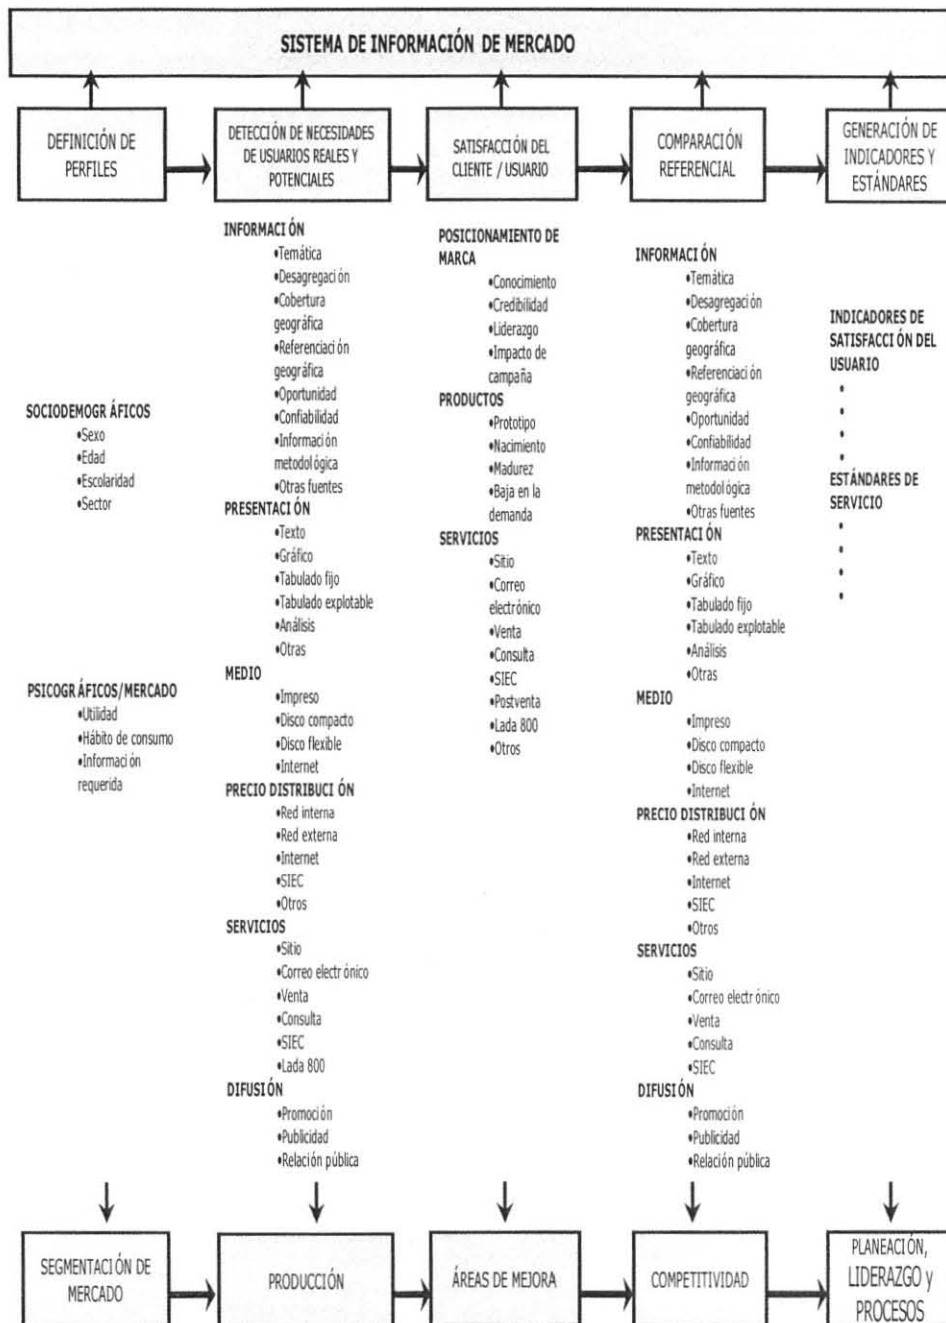 SISTEMA DE INFORMACIÓN DE MERCADO
DEFINICIÓN DE
PERFILES
DETECCIÓN DE NECESIDADES
DE USUARIOS REALES Y
POTENCIALES
SATISFACCIÓN DEL
CLIENTE / USUARIO
COMPARACIÓN
REFERENCIAL
GENERACIÓN DE
INDICADORES Y
ESTÁNDARES
SOCIODEMOGRÁFICOS
•Sexo
•Edad
•Escolaridad
•Sector
PSICOGRÁFICOS/MERCADO
•Utilidad
•Hábito de consumo
•Información
requerida
INFORMACIÓN
•Temática
•Desagregación
•Cobertura
geográfica
•Referenciación
geográfica
•Oportunidad
•Confiabilidad
•Información
metodológica
•Otras fuentes
PRESENTACIÓN
•Texto
•Gráfico
•Tabulado fijo
•Tabulado explotable
•Análisis
•Otras
MEDIO
•Impreso
•Disco compacto
•Disco flexible
•Internet
PRECIO DISTRIBUCIÓN
•Red interna
•Red externa
•Internet
•SIEC
•Otros
SERVICIOS
•Sitio
•Correo electrónico
•Venta
•Consulta
•SIEC
•Lada 800
DIFUSIÓN
•Promoción
•Publicidad
•Relación pública
POSICIONAMIENTO DE
MARCA
•Conocimiento
•Credibilidad
•Liderazgo
•Impacto de
campaña
PRODUCTOS
•Prototipo
•Nacimiento
•Madurez
•Baja en la
demanda
SERVICIOS
•Sitio
•Correo
electrónico
•Venta
•Consulta
•SIEC
•Postventa
•Lada 800
•Otros
INFORMACIÓN
•Temática
•Desagregación
•Cobertura
geográfica
•Referenciación
geográfica
•Oportunidad
•Confiabilidad
•Información
metodológica
•Otras fuentes
PRESENTACIÓN
•Texto
•Gráfico
•Tabulado fijo
•Tabulado explotable
•Análisis
•Otras
MEDIO
•Impreso
•Disco compacto
•Disco flexible
•Internet
PRECIO DISTRIBUCIÓN
•Red interna
•Red externa
•Internet
•SIEC
•Otros
SERVICIOS
•Sitio
•Correo electrónico
•Venta
•Consulta
•SIEC
DIFUSIÓN
•Promoción
•Publicidad
•Relación pública
INDICADORES DE
SATISFACCIÓN DEL
USUARIO
•
•
•
•
ESTÁNDARES DE
SERVICIO
•
•
•
•
SEGMENTACIÓN DE
MERCADO
PRODUCCIÓN
ÁREAS DE MEJORA
COMPETITIVIDAD
PLANEACIÓN,
LIDERAZGO y
PROCESOS